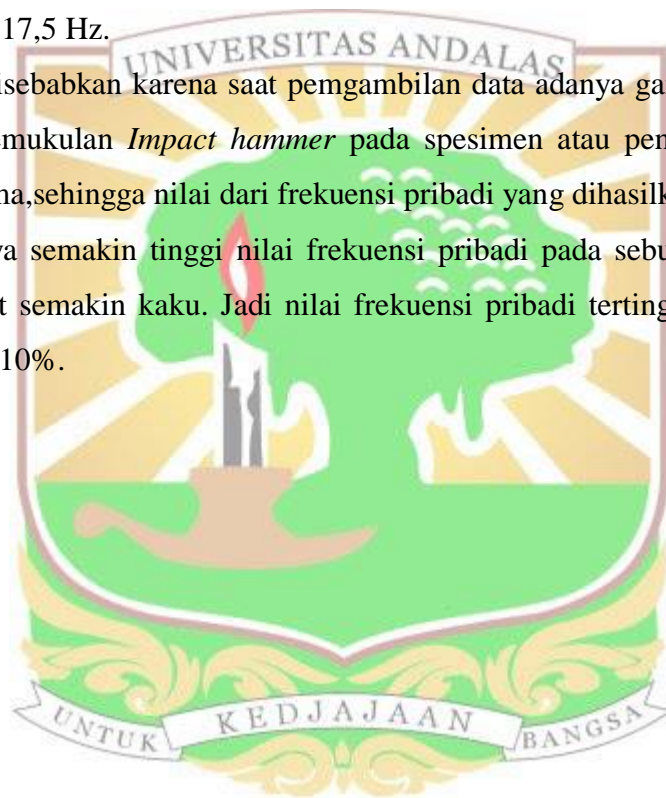 17,5 Hz.
UNIVERSITAS ANDALAS
isebabkan karena saat pemgambilan data adanya ga
emukulan Impact hammer pada spesimen atau pen
na,sehingga nilai dari frekuensi pribadi yang dihasilk
a semakin tinggi nilai frekuensi pribadi pada sebu
t semakin kaku. Jadi nilai frekuensi pribadi terting
10%.
UNTUK KEDJAJAAN BANGSA